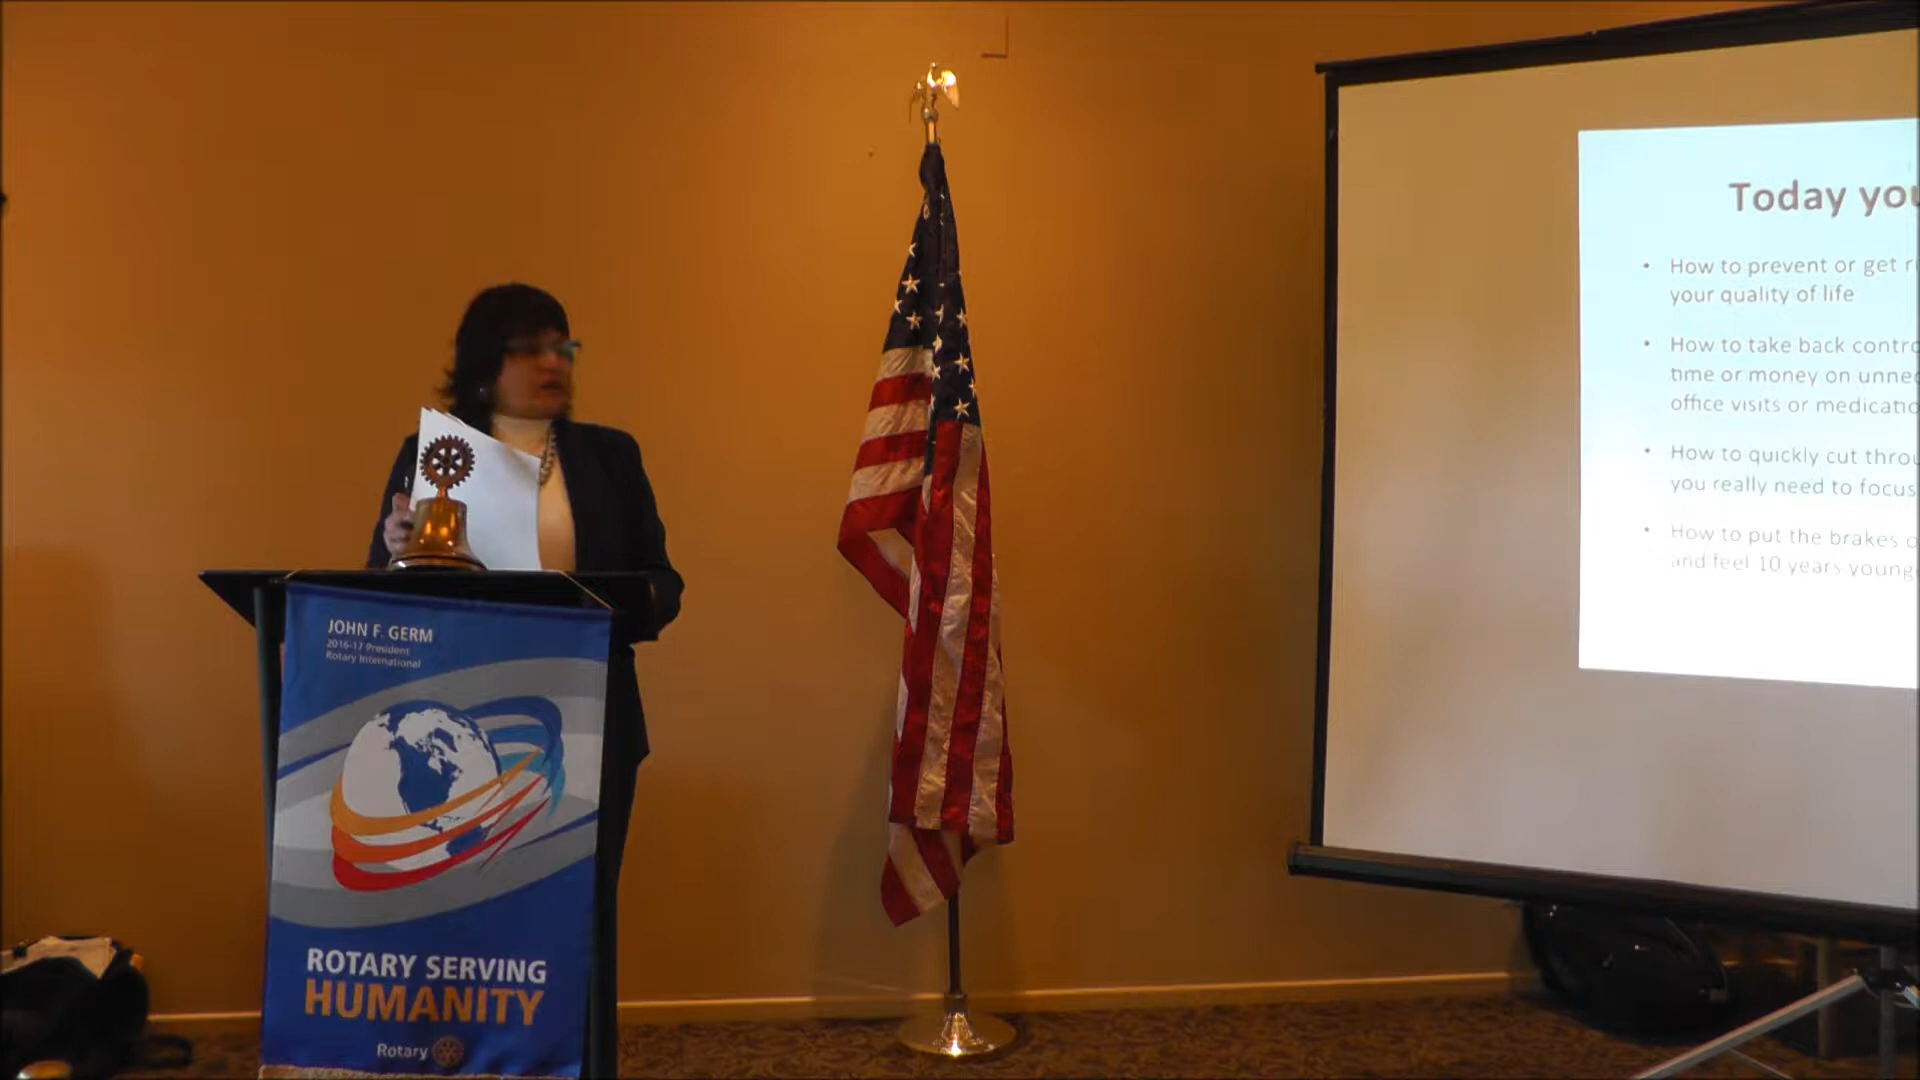 JOHN F. GERM
2016-17 President
Rotary International
ROTARY SERVING
HUMANITY
Rotary
Today you
• How to prevent or get r
your quality of life
• How to take back contro
time or money on unne
office visits or medicatio
• How to quickly cut throu
you really need to focus
• How to put the brakes o
and feel 10 years young